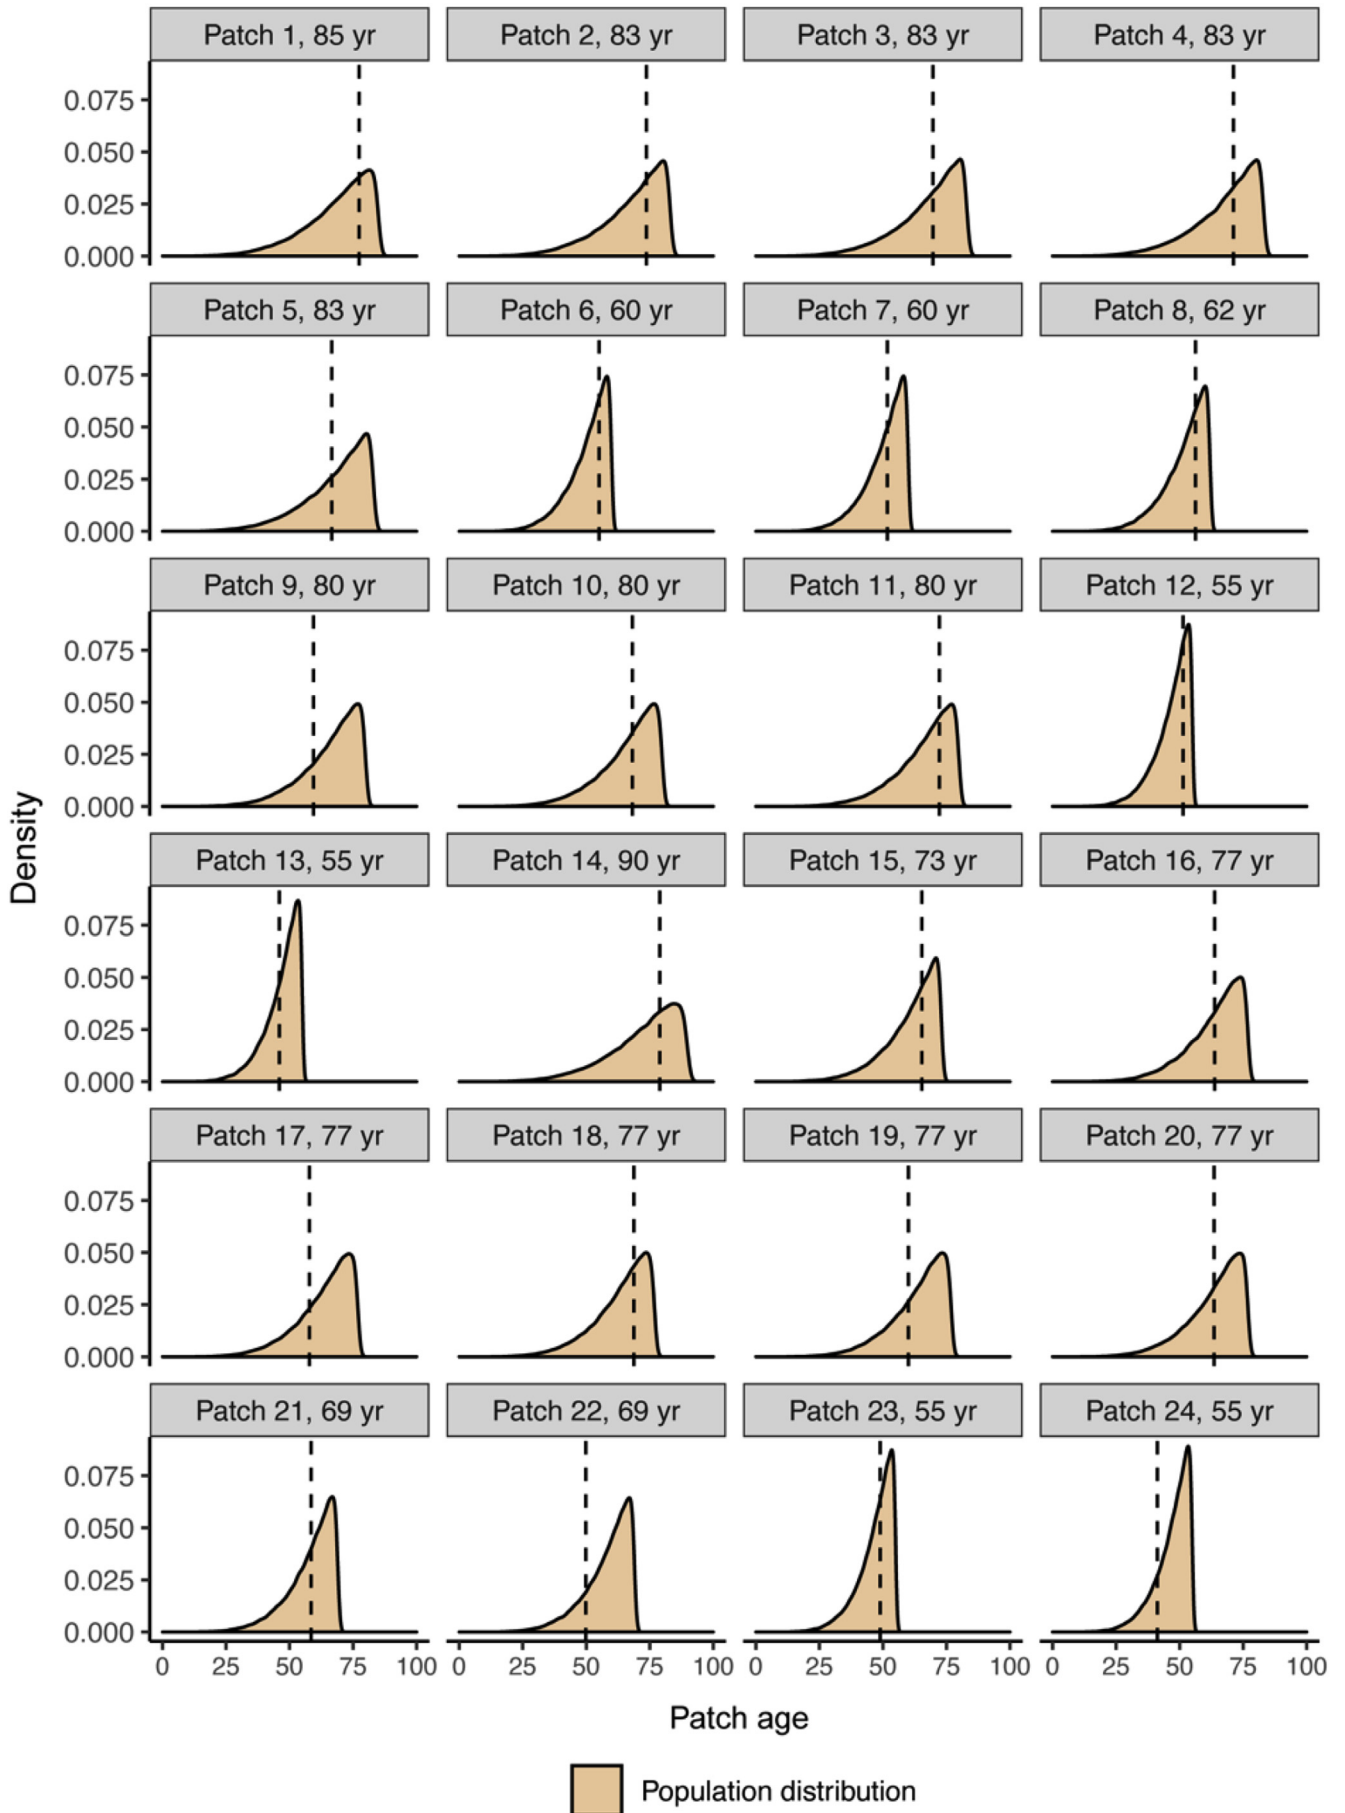 Patch 1, 85 yr Patch 2, 83 yr Patch 3, 83 yr Patch 4, 83 yr
0.075
0.050
0.025
0.000
Patch 5, 83 yr Patch 6, 60 yr Patch 7, 60 yr Patch 8, 62 yr
0.075
0.050
0.025
0.000
Patch 9, 80 yr Patch 10, 80 yr Patch 11, 80 yr Patch 12, 55 yr
0.075
0.050
0.025
0.000
Density
Patch 13, 55 yr Patch 14, 90 yr Patch 15, 73 yr Patch 16, 77 yr
0.075
0.050
0.025
0.000
Patch 17, 77 yr Patch 18, 77 yr Patch 19, 77 yr Patch 20, 77 yr
0.075
0.050
0.025
0.000
Patch 21, 69 yr Patch 22, 69 yr Patch 23, 55 yr Patch 24, 55 yr
0.075
0.050
0.025
0.000
0 25 50 75 100 0 25 50 75 100 0 25 50 75 100 0 25 50 75 100
Patch age
Population distribution